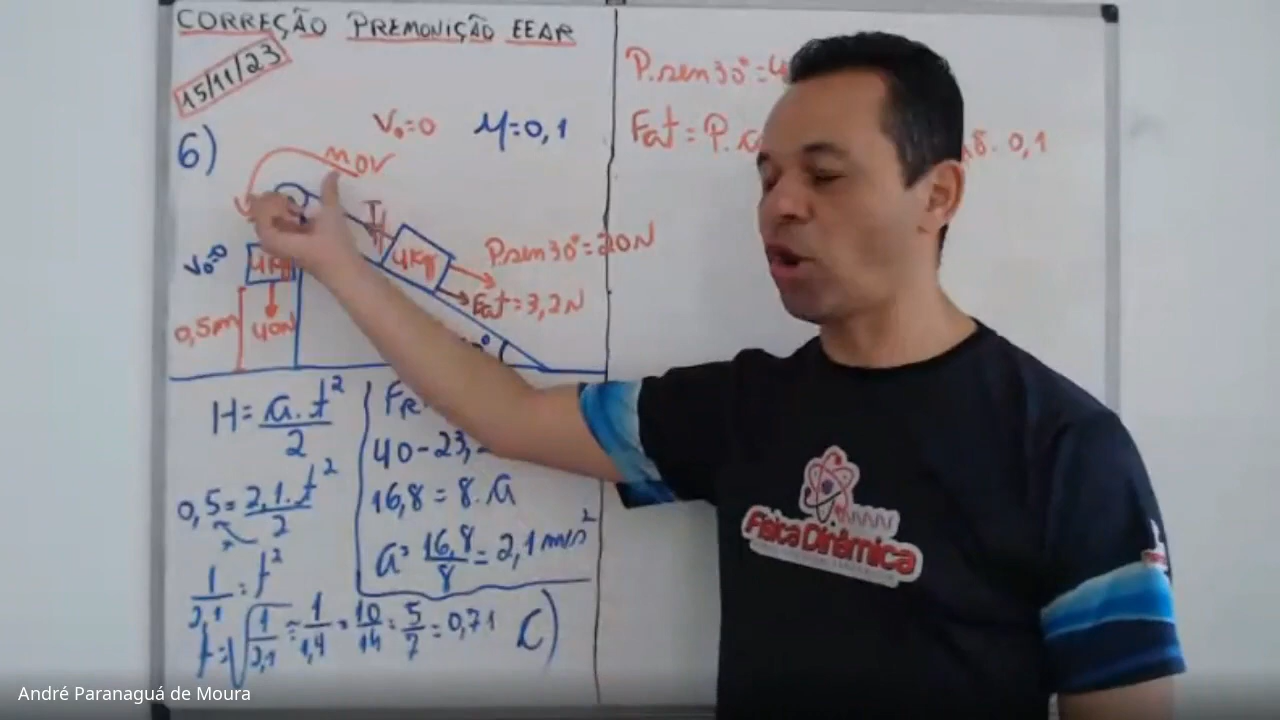 CORREÇÃO PREMONIÇÃO EEAR
15/11/23
6)
V₀=0 μ=0,1
MOV
T
V₀=0
4Kg
4Kg
P.sen30°=20N
Fat=3,2N
0,5m
40N
H=a.t²/2
0,5=2,1.t²/2
1/2,1=t²
t=√1/2,1=1/1,4=10/14=5/7=0,71 C)
FR
40-23,
16,8=8.a
a=16,8/8=2,1 m/s²
P.sen30°=4
Fat=P.
8.0,1
Física Dinâmica
André Paranaguá de Moura